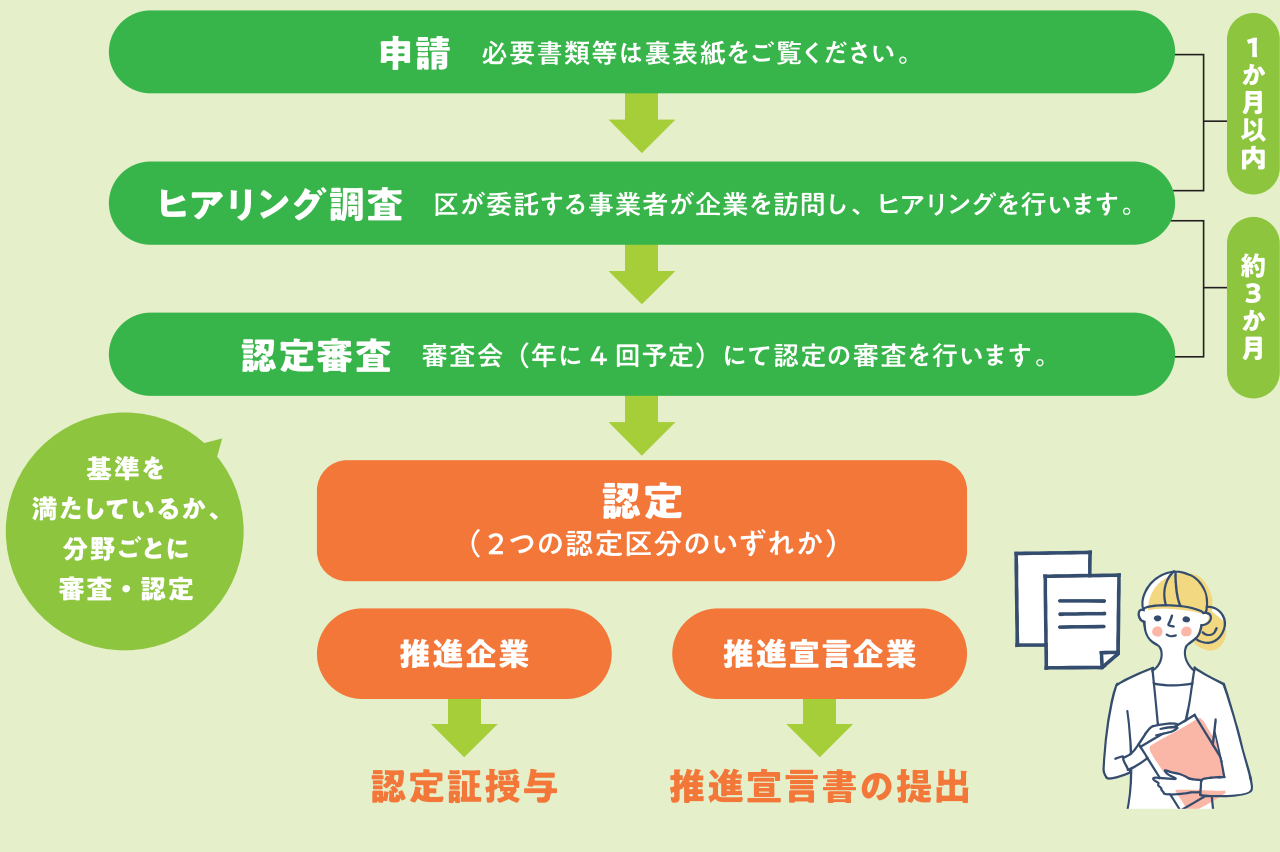 申請 必要書類等は裏表紙をご覧ください。
1か月以内
ヒアリング調査 区が委託する事業者が企業を訪問し、ヒアリングを行います。
約3か月
認定審査 審査会（年に4回予定）にて認定の審査を行います。
基準を
満たしているか、
分野ごとに
審査・認定
認定
（２つの認定区分のいずれか）
推進企業
推進宣言企業
認定証授与
推進宣言書の提出